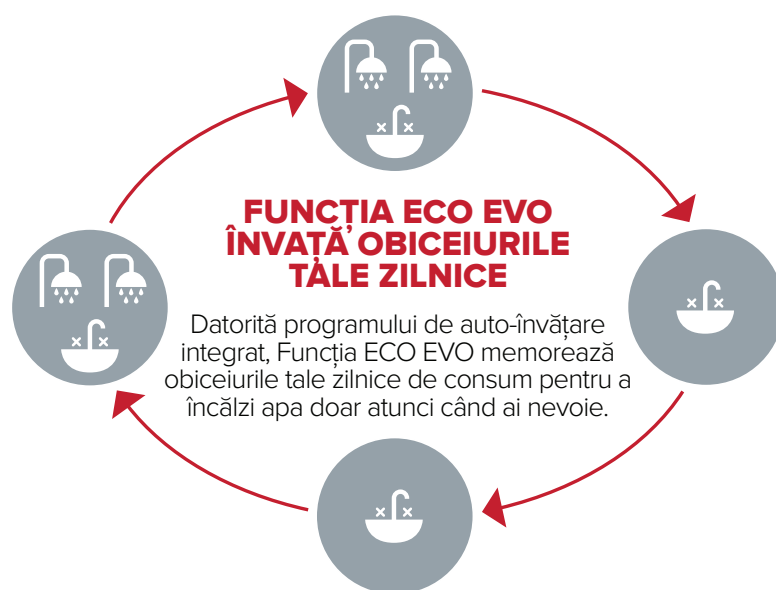 FUNCȚIA ECO EVO
ÎNVAȚĂ OBICEIURILE
TALE ZILNICE
Datorită programului de auto-învățare
integrat, Funcția ECO EVO memorează
obiceiurile tale zilnice de consum pentru a
încălzi apa doar atunci când ai nevoie.